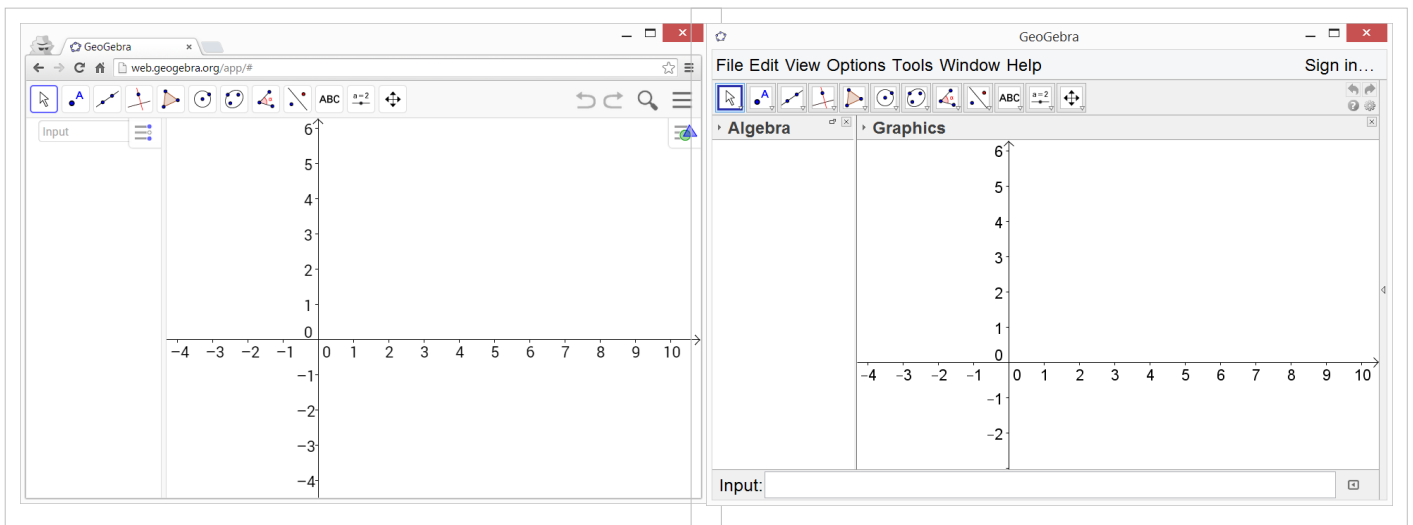 GeoGebra
web.geogebra.org/app/#
A
ABC
a=2
Input
6
5
4
3
2
1
0
−4 −3 −2 −1 0 1 2 3 4 5 6 7 8 9 10
−1
−2
−3
−4
GeoGebra
File Edit View Options Tools Window Help
Sign in...
A
ABC
a=2
Algebra
Graphics
6
5
4
3
2
1
0
−4 −3 −2 −1 0 1 2 3 4 5 6 7 8 9 10
−1
−2
Input: